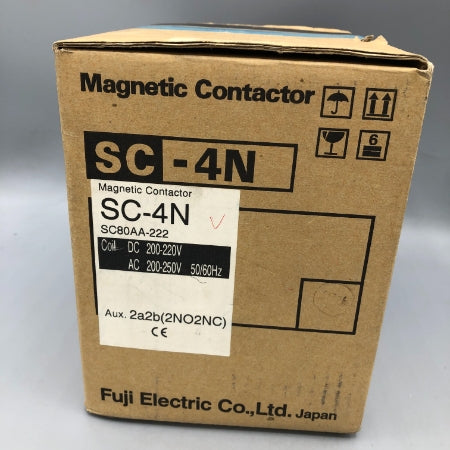 Magnetic Contactor
6
SC-4N
Magnetic Contactor
SC-4N
SC80AA-222
Coil DC 200-220V
AC 200-250V 50/60Hz
Aux. 2a2b(2NO2NC)
CE
Fuji Electric Co.,Ltd. Japan